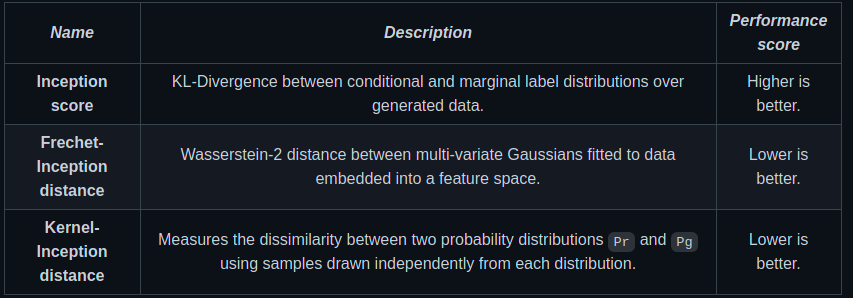 Name Description Performance
score
Inception
score
KL-Divergence between conditional and marginal label distributions over
generated data.
Higher is
better.
Frechet-
Inception
distance
Wasserstein-2 distance between multi-variate Gaussians fitted to data
embedded into a feature space.
Lower is
better.
Kernel-
Inception
distance
Measures the dissimilarity between two probability distributions Pr and Pg
using samples drawn independently from each distribution.
Lower is
better.